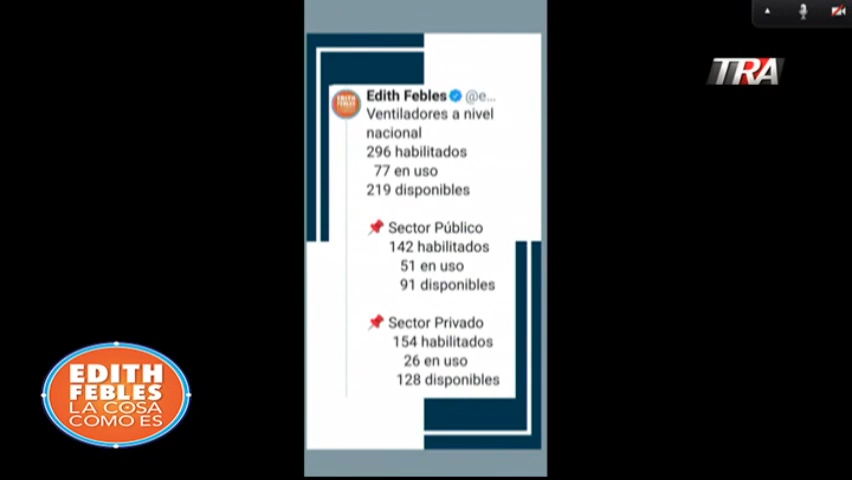 TRA
Edith Febles @e...
Ventiladores a nivel
nacional
296 habilitados
77 en uso
219 disponibles
Sector Público
142 habilitados
51 en uso
91 disponibles
Sector Privado
154 habilitados
26 en uso
128 disponibles
EDITH
FEBLES
LA COSA
COMO ES